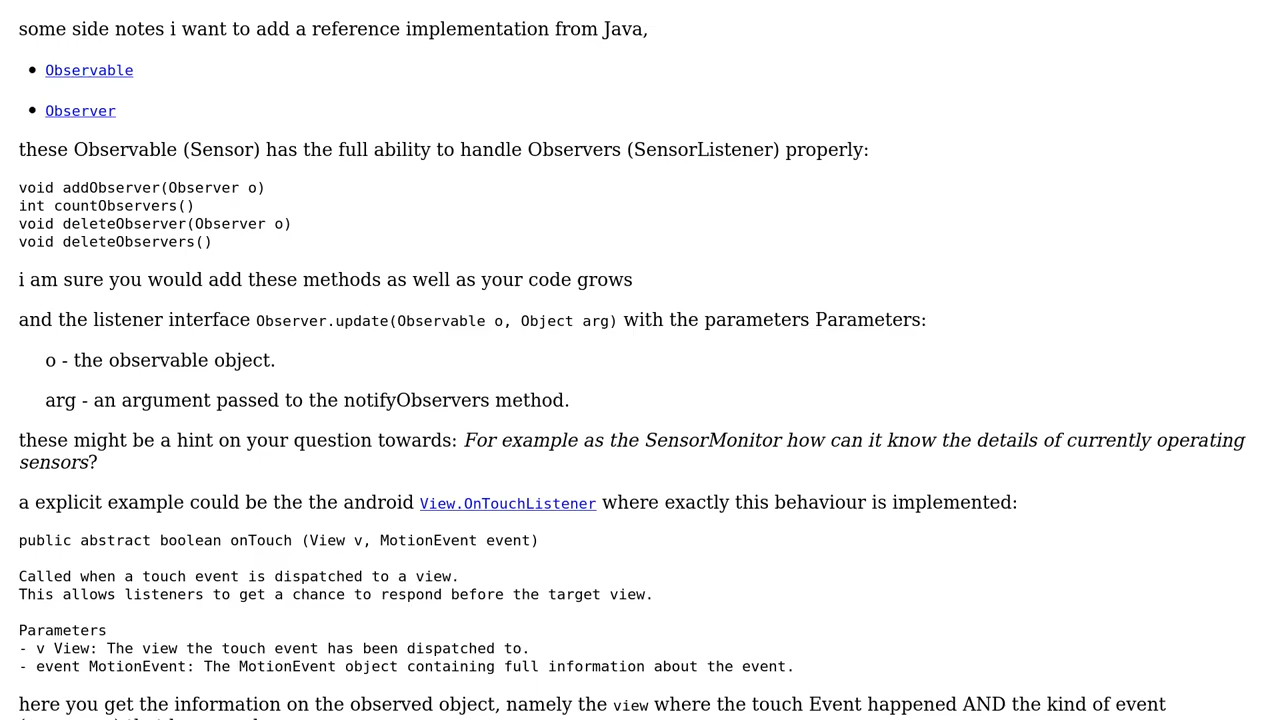 some side notes i want to add a reference implementation from Java,
• Observable
• Observer
these Observable (Sensor) has the full ability to handle Observers (SensorListener) properly:
void addObserver(Observer o)
int countObservers()
void deleteObserver(Observer o)
void deleteObservers()
i am sure you would add these methods as well as your code grows
and the listener interface Observer.update(Observable o, Object arg) with the parameters Parameters:
o - the observable object.
arg - an argument passed to the notifyObservers method.
these might be a hint on your question towards: For example as the SensorMonitor how can it know the details of currently operating
sensors?
a explicit example could be the the android View.OnTouchListener where exactly this behaviour is implemented:
public abstract boolean onTouch (View v, MotionEvent event)
Called when a touch event is dispatched to a view.
This allows listeners to get a chance to respond before the target view.
Parameters
- v View: The view the touch event has been dispatched to.
- event MotionEvent: The MotionEvent object containing full information about the event.
here you get the information on the observed object, namely the view where the touch Event happened AND the kind of event